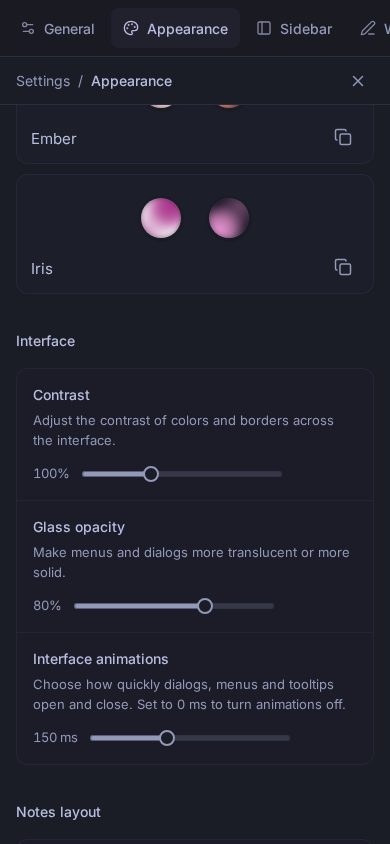 General
Appearance
Sidebar
Settings / Appearance
Ember
Iris
Interface
Contrast
Adjust the contrast of colors and borders across
the interface.
100%
Glass opacity
Make menus and dialogs more translucent or more
solid.
80%
Interface animations
Choose how quickly dialogs, menus and tooltips
open and close. Set to 0 ms to turn animations off.
150 ms
Notes layout